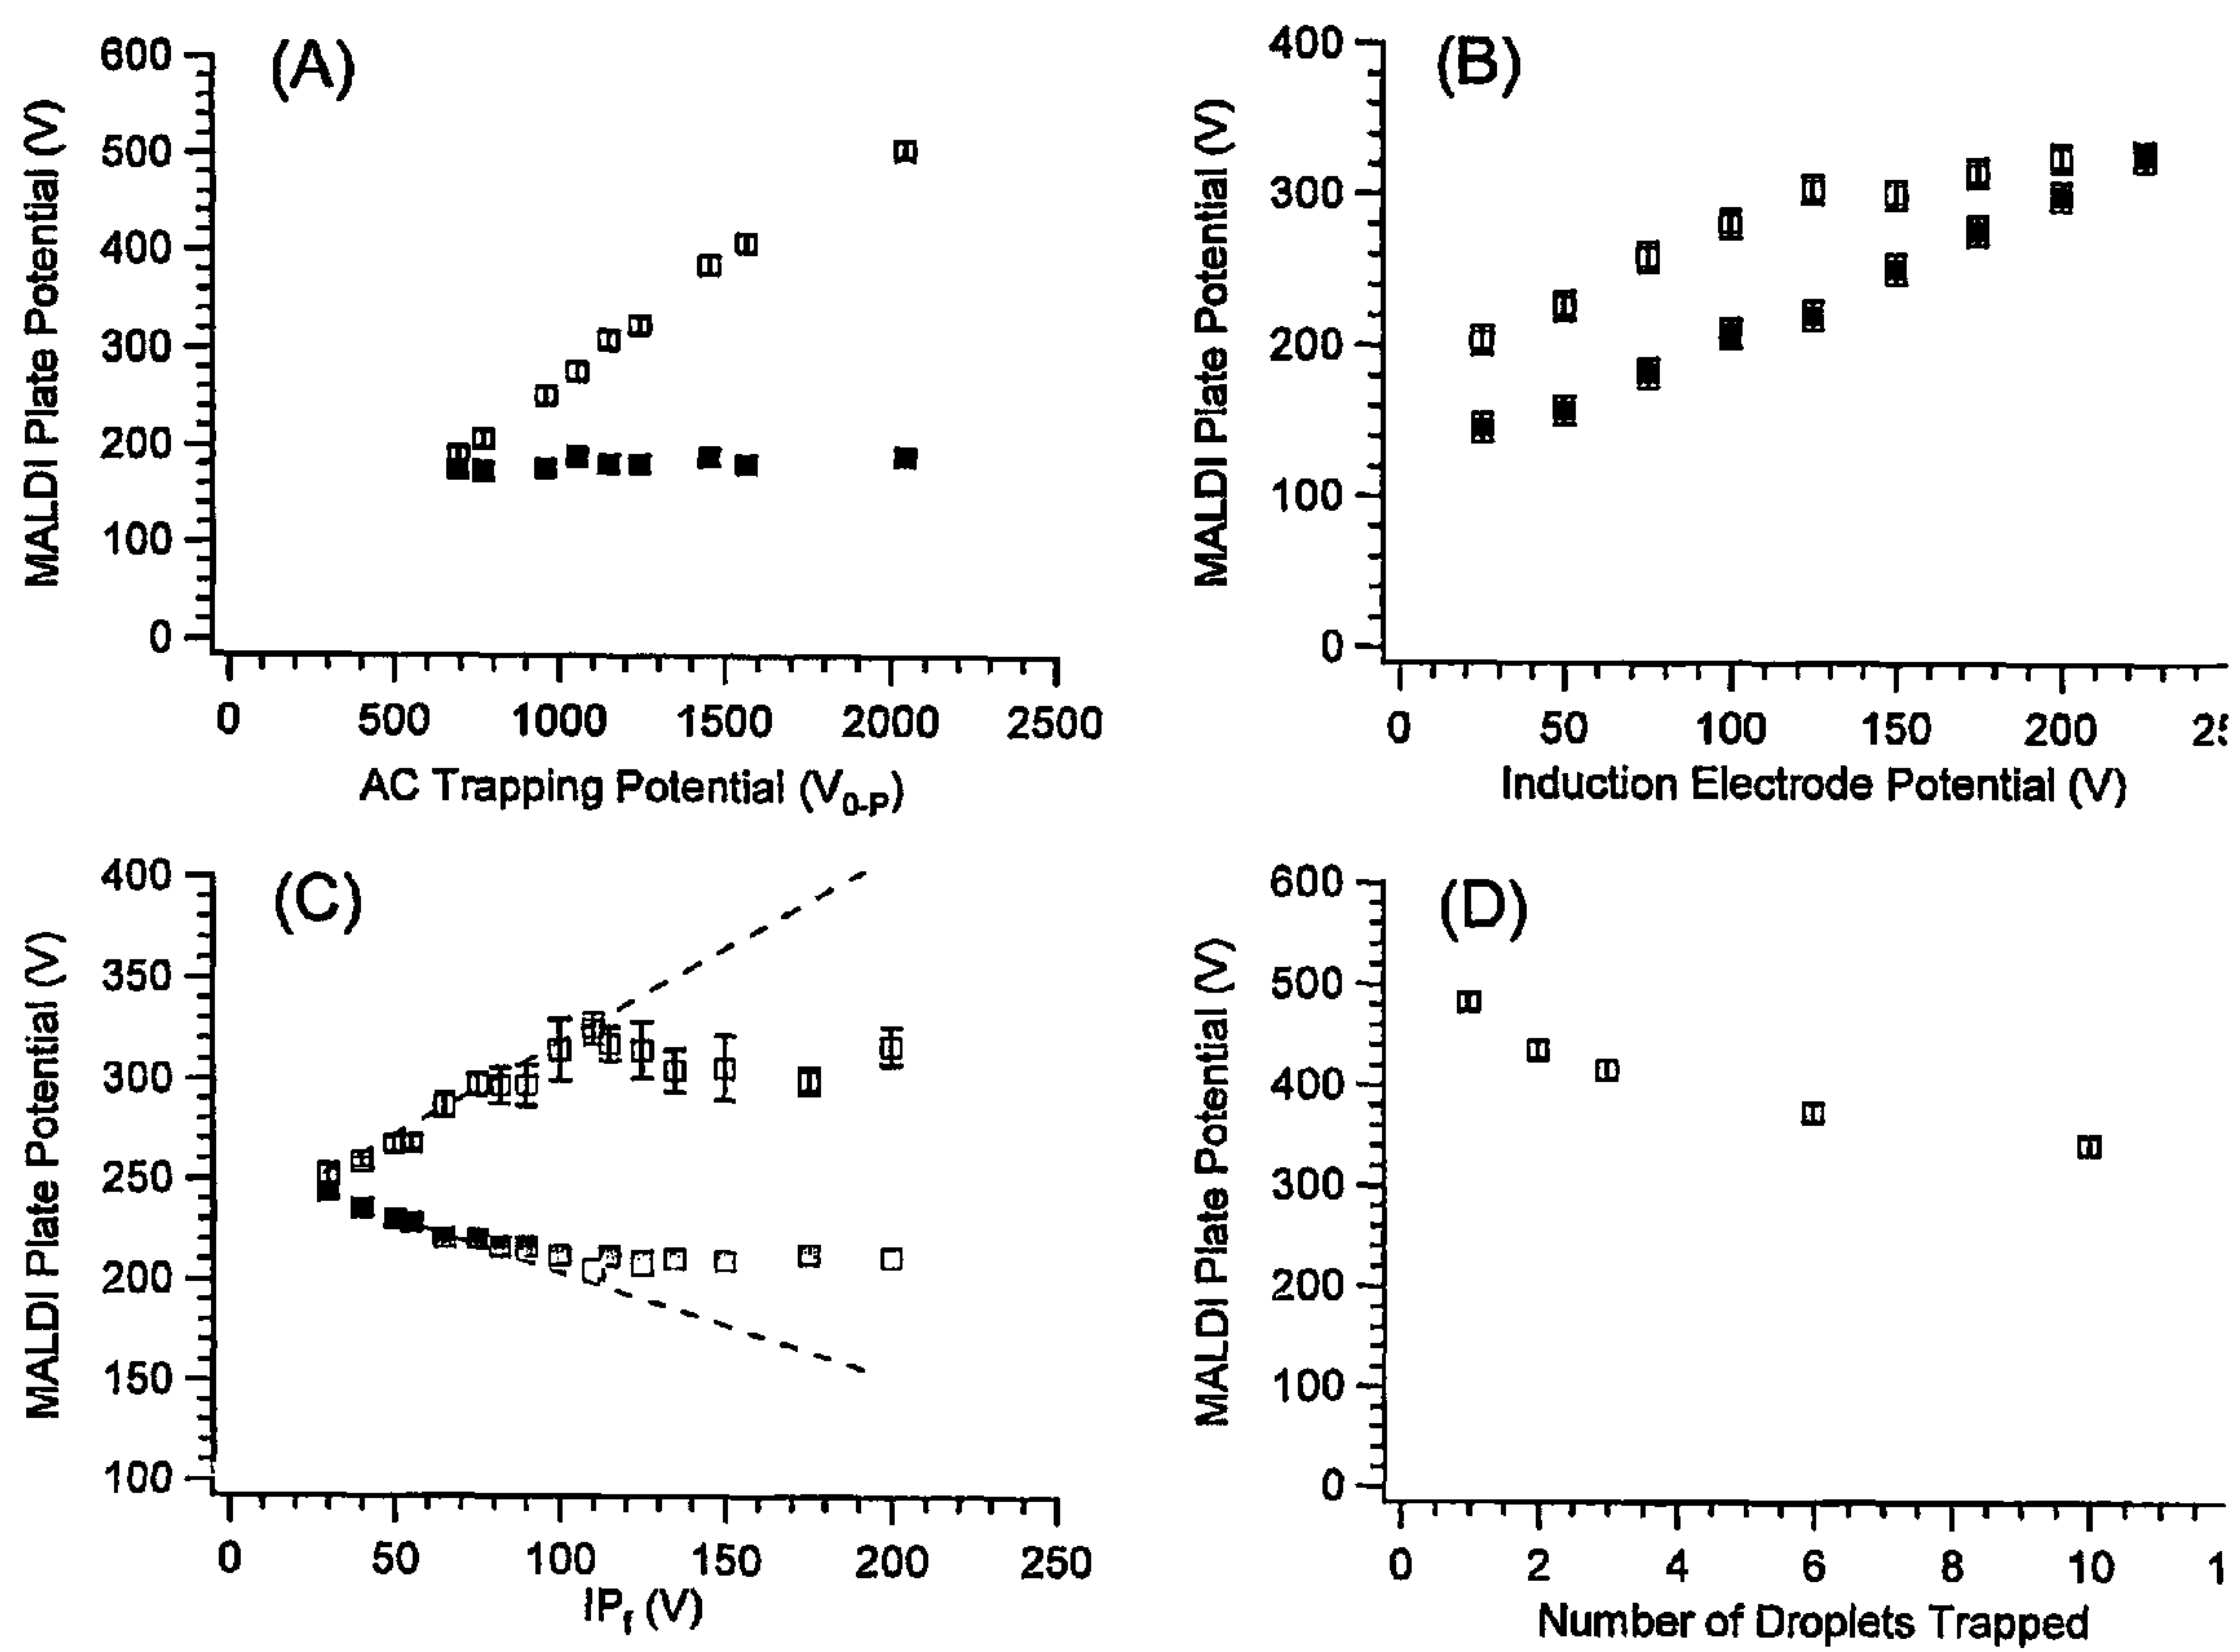 (A)
MALDI Plate Potential (V)
600
500
400
300
200
100
0
0 500 1000 1500 2000 2500
AC Trapping Potential (V0-P)
(B)
MALDI Plate Potential (V)
400
300
200
100
0
0 50 100 150 200
Induction Electrode Potential (V)
(C)
MALDI Plate Potential (V)
400
350
300
250
200
150
100
0 50 100 150 200 250
IPf (V)
(D)
MALDI Plate Potential (V)
600
500
400
300
200
100
0
0 2 4 6 8 10
Number of Droplets Trapped